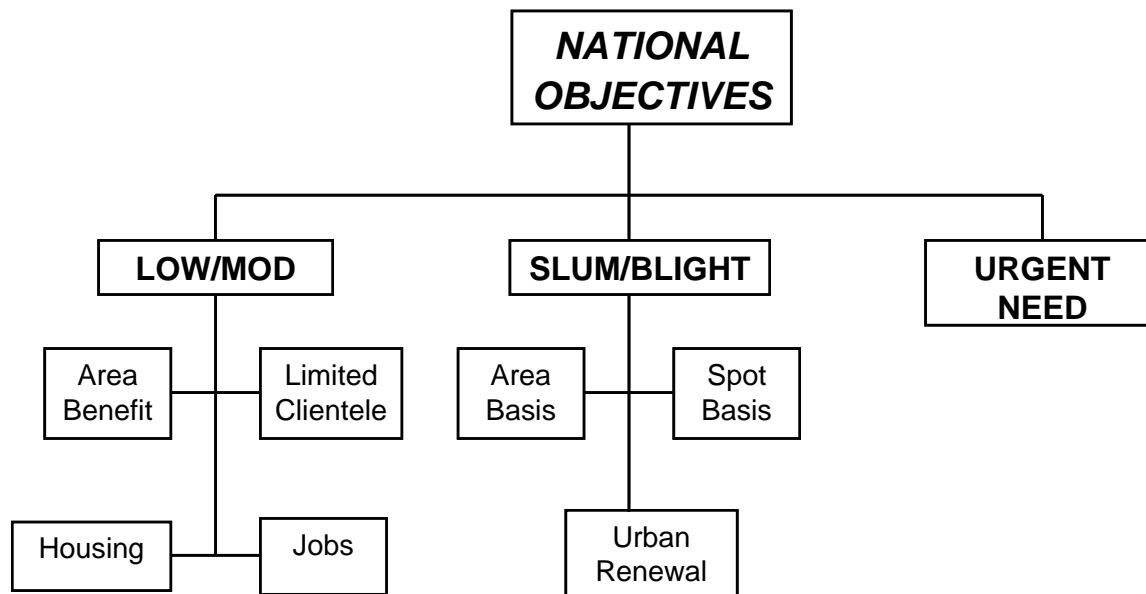 NATIONAL
OBJECTIVES
LOW/MOD
SLUM/BLIGHT
URGENT
NEED
Area
Benefit
Limited
Clientele
Area
Basis
Spot
Basis
Housing
Jobs
Urban
Renewal